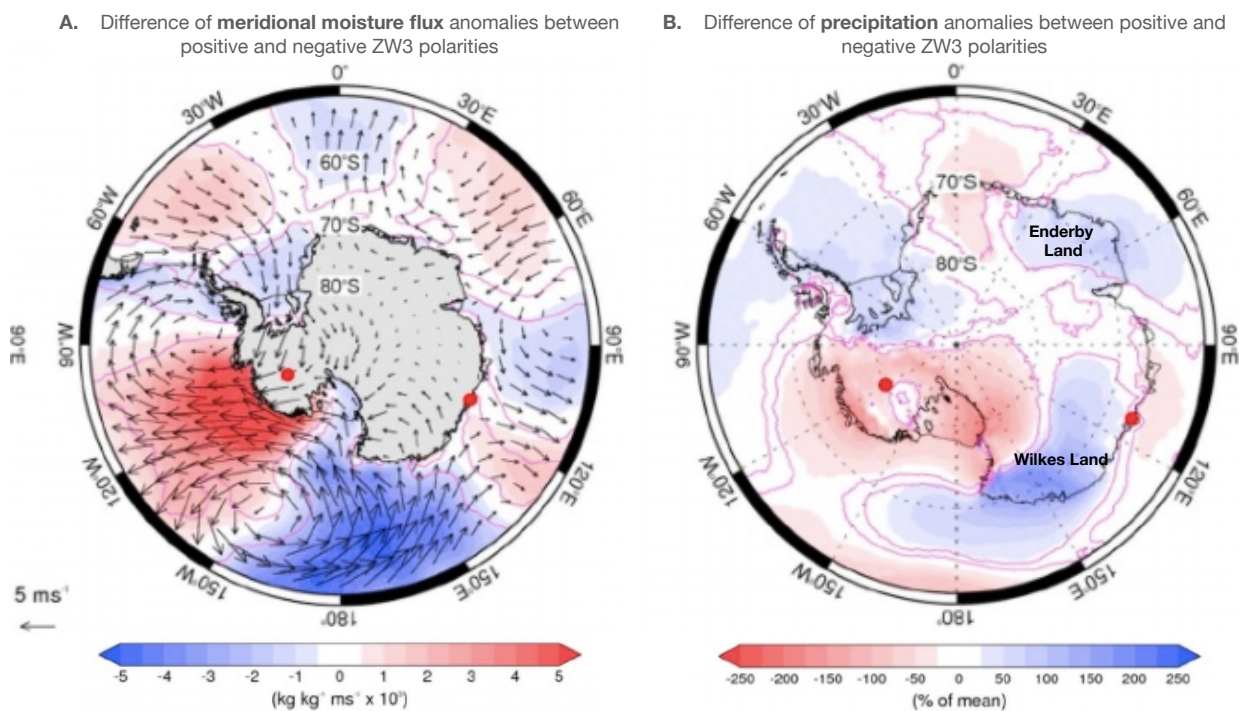 A. Difference of meridional moisture flux anomalies between
positive and negative ZW3 polarities
B. Difference of precipitation anomalies between positive and
negative ZW3 polarities
0°
30°W
30°E
60°S
60°W
60°E
70°S
80°S
90°W
90°E
90°E
120°W
120°E
150°W
150°E
180°
5 ms⁻¹
-5 -4 -3 -2 -1 0 1 2 3 4 5
(kg kg⁻¹ ms⁻¹ x 10³)
0°
30°W
30°E
60°W
60°E
70°S
Enderby
Land
80°S
90°W
90°E
Wilkes Land
120°W
120°E
150°W
150°E
180°
-250 -200 -150 -100 -50 0 50 100 150 200 250
(% of mean)